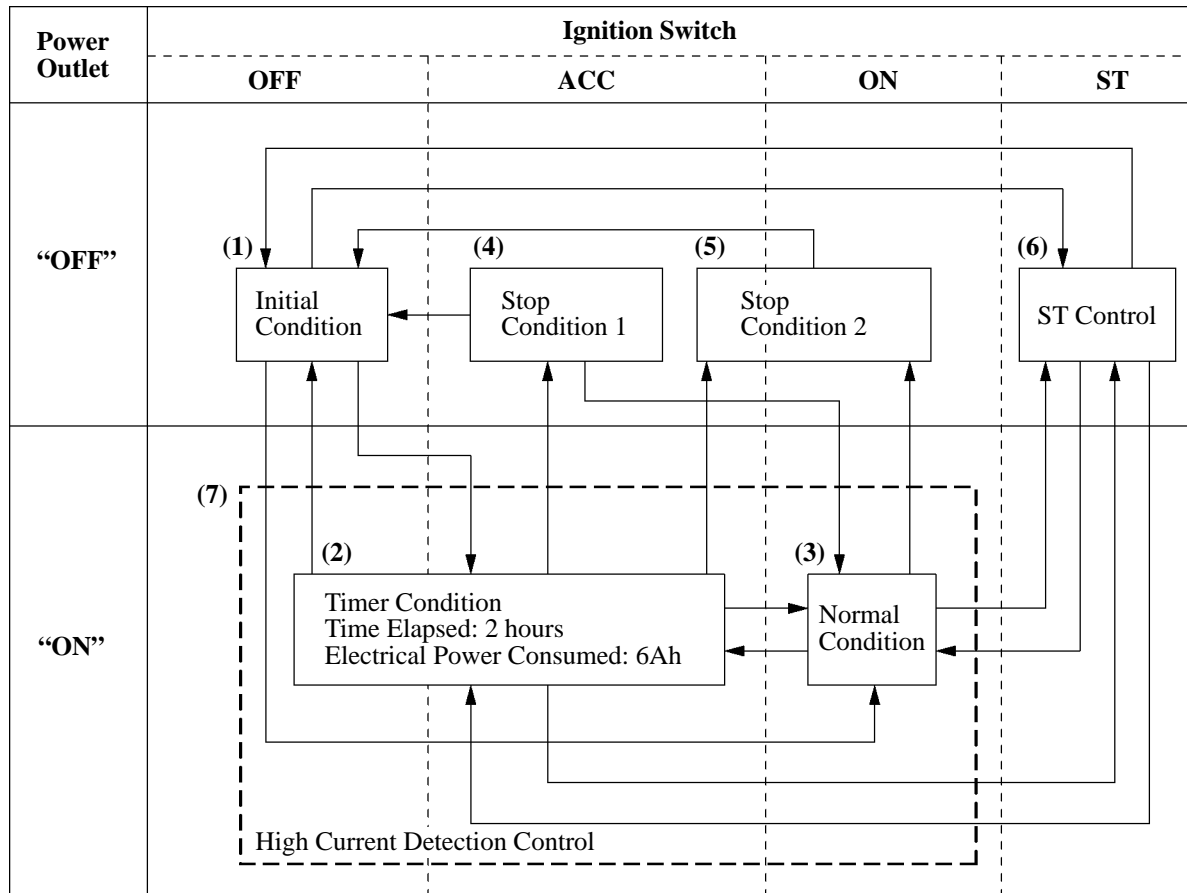 Power
Outlet
Ignition Switch
OFF
ACC
ON
ST
“OFF”
(1)
(4)
(5)
(6)
Initial
Condition
Stop
Condition 1
Stop
Condition 2
ST Control
“ON”
(7)
(2)
(3)
Timer Condition
Time Elapsed: 2 hours
Electrical Power Consumed: 6Ah
Normal
Condition
High Current Detection Control